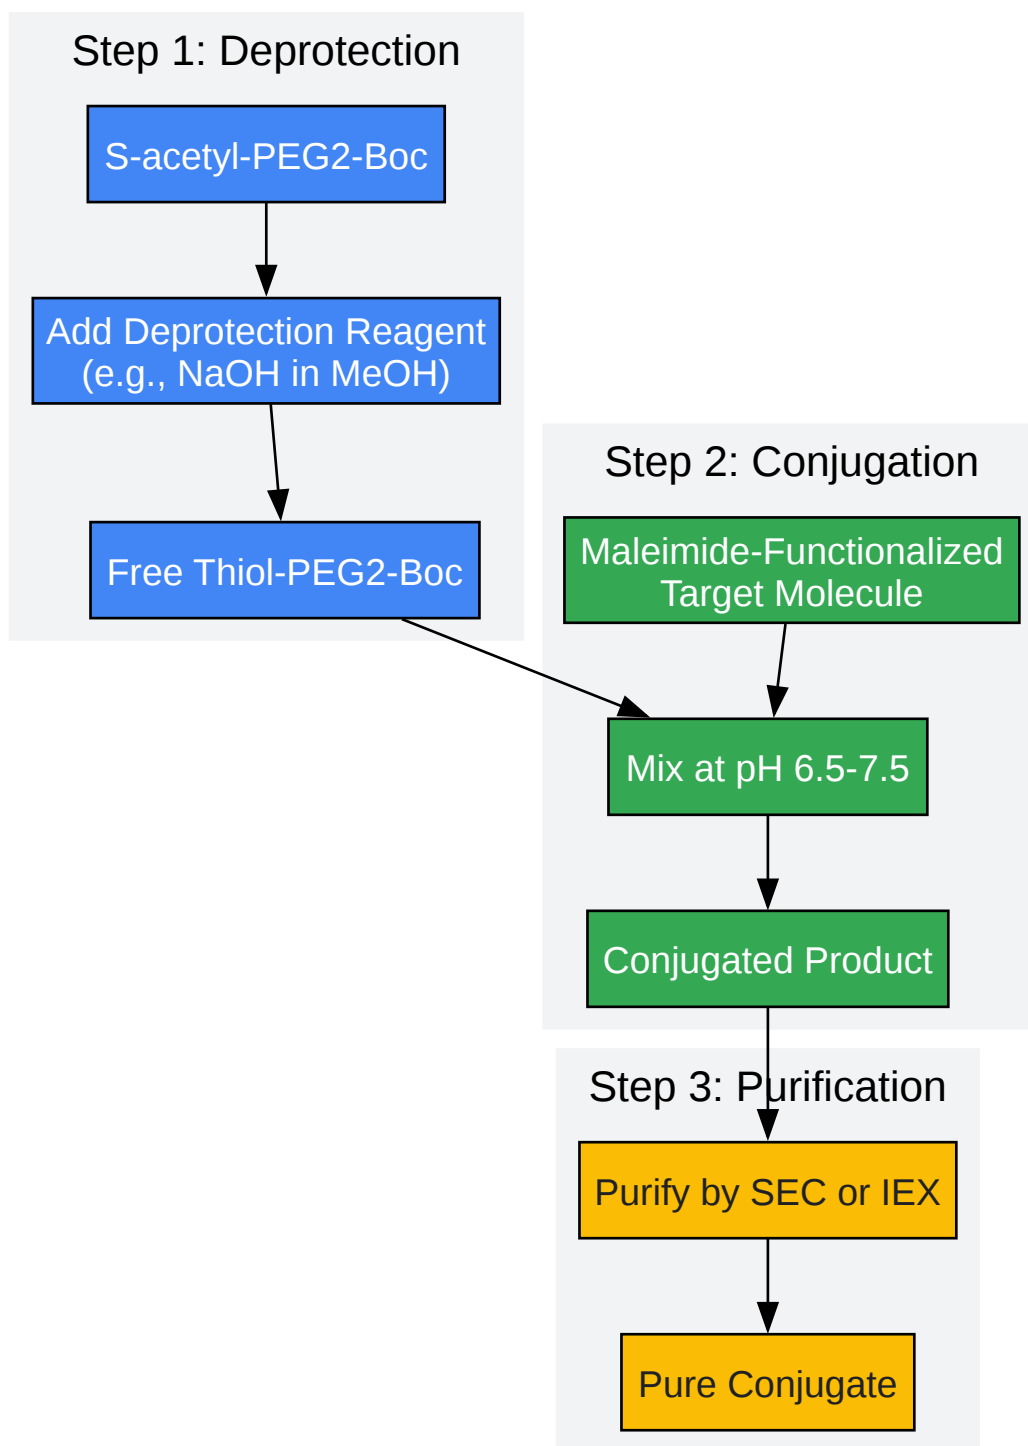 Step 1: Deprotection
S-acetyl-PEG2-Boc
Add Deprotection Reagent
(e.g., NaOH in MeOH)
Free Thiol-PEG2-Boc
Step 2: Conjugation
Maleimide-Functionalized
Target Molecule
Mix at pH 6.5-7.5
Conjugated Product
Step 3: Purification
Purify by SEC or IEX
Pure Conjugate